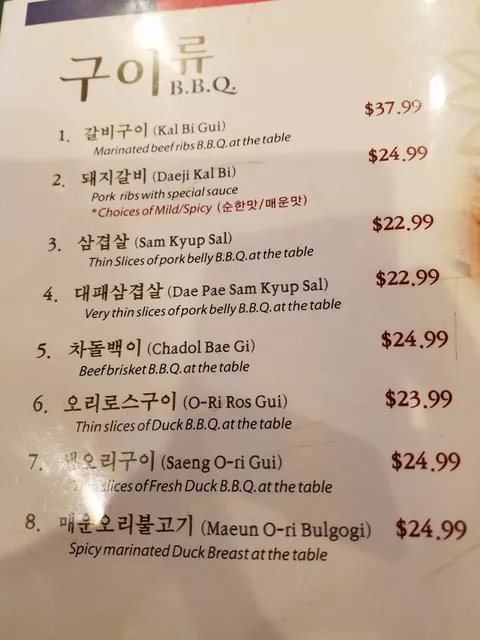 구이류
B.B.Q.
1. 갈비구이 (Kal Bi Gui) $37.99
Marinated beef ribs B.B.Q. at the table
2. 돼지갈비 (Daeji Kal Bi) $24.99
Pork ribs with special sauce
*Choices of Mild/Spicy (순한맛/매운맛)
3. 삼겹살 (Sam Kyup Sal) $22.99
Thin Slices of pork belly B.B.Q. at the table
4. 대패삼겹살 (Dae Pae Sam Kyup Sal) $22.99
Very thin slices of pork belly B.B.Q. at the table
5. 차돌백이 (Chadol Bae Gi) $24.99
Beef brisket B.B.Q. at the table
6. 오리로스구이 (O-Ri Ros Gui) $23.99
Thin slices of Duck B.B.Q. at the table
7. 생오리구이 (Saeng O-ri Gui) $24.99
slices of Fresh Duck B.B.Q. at the table
8. 매운오리불고기 (Maeun O-ri Bulgogi) $24.99
Spicy marinated Duck Breast at the table